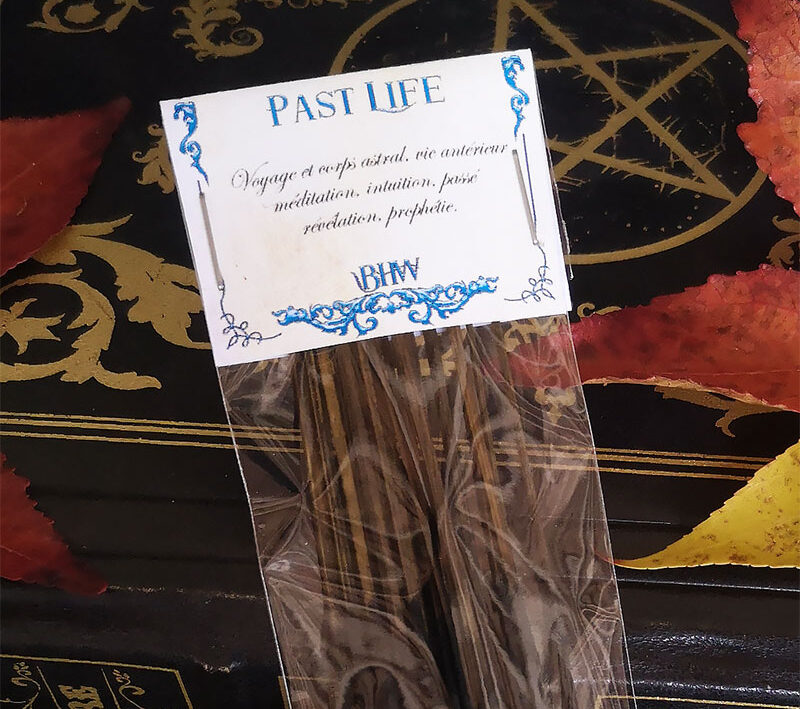 PAST LIFE
Voyage et corps astral, vie antérieur
méditation, intuition, passé
révélation, prophétie.
BHW